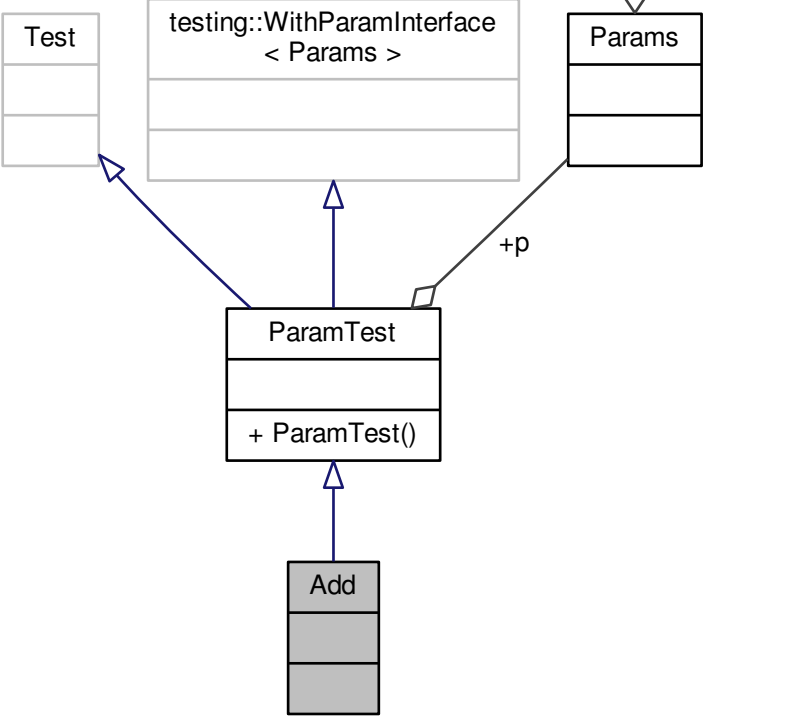 Test
testing::WithParamInterface
< Params >
Params
+p
ParamTest
+ ParamTest()
Add